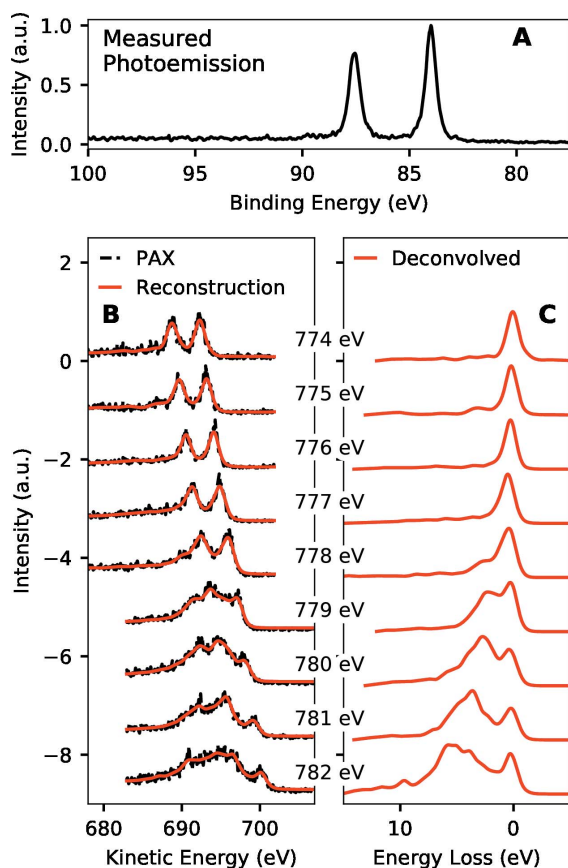 Measured
Photoemission
A
Intensity (a.u.)
1.0
0.5
0.0
100
95
90
85
80
Binding Energy (eV)
PAX
Reconstruction
B
Deconvolved
C
Intensity (a.u.)
2
0
−2
−4
−6
−8
774 eV
775 eV
776 eV
777 eV
778 eV
779 eV
780 eV
781 eV
782 eV
680
690
700
Kinetic Energy (eV)
10
0
Energy Loss (eV)